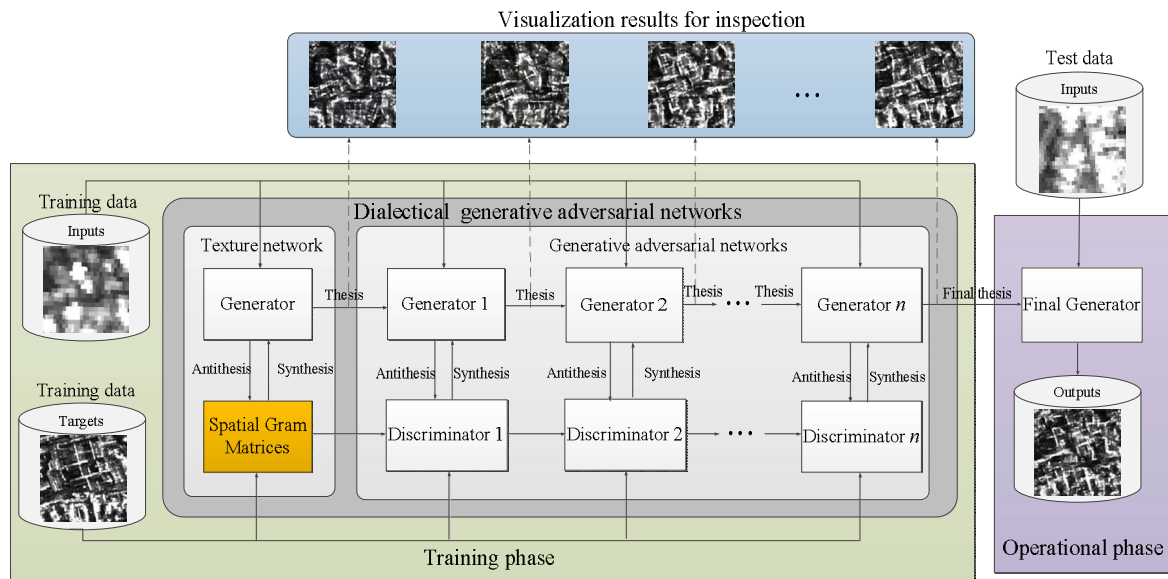 Visualization results for inspection
...
Test data
Inputs
Training data
Inputs
Dialectical generative adversarial networks
Texture network
Generative adversarial networks
Generator
Thesis
Generator 1
Thesis
Generator 2
Thesis
...
Thesis
Generator n
Final thesis
Final Generator
Antithesis
Synthesis
Antithesis
Synthesis
Antithesis
Synthesis
Antithesis
Synthesis
Training data
Targets
Spatial Gram
Matrices
Discriminator 1
Discriminator 2
...
Discriminator n
Outputs
Training phase
Operational phase